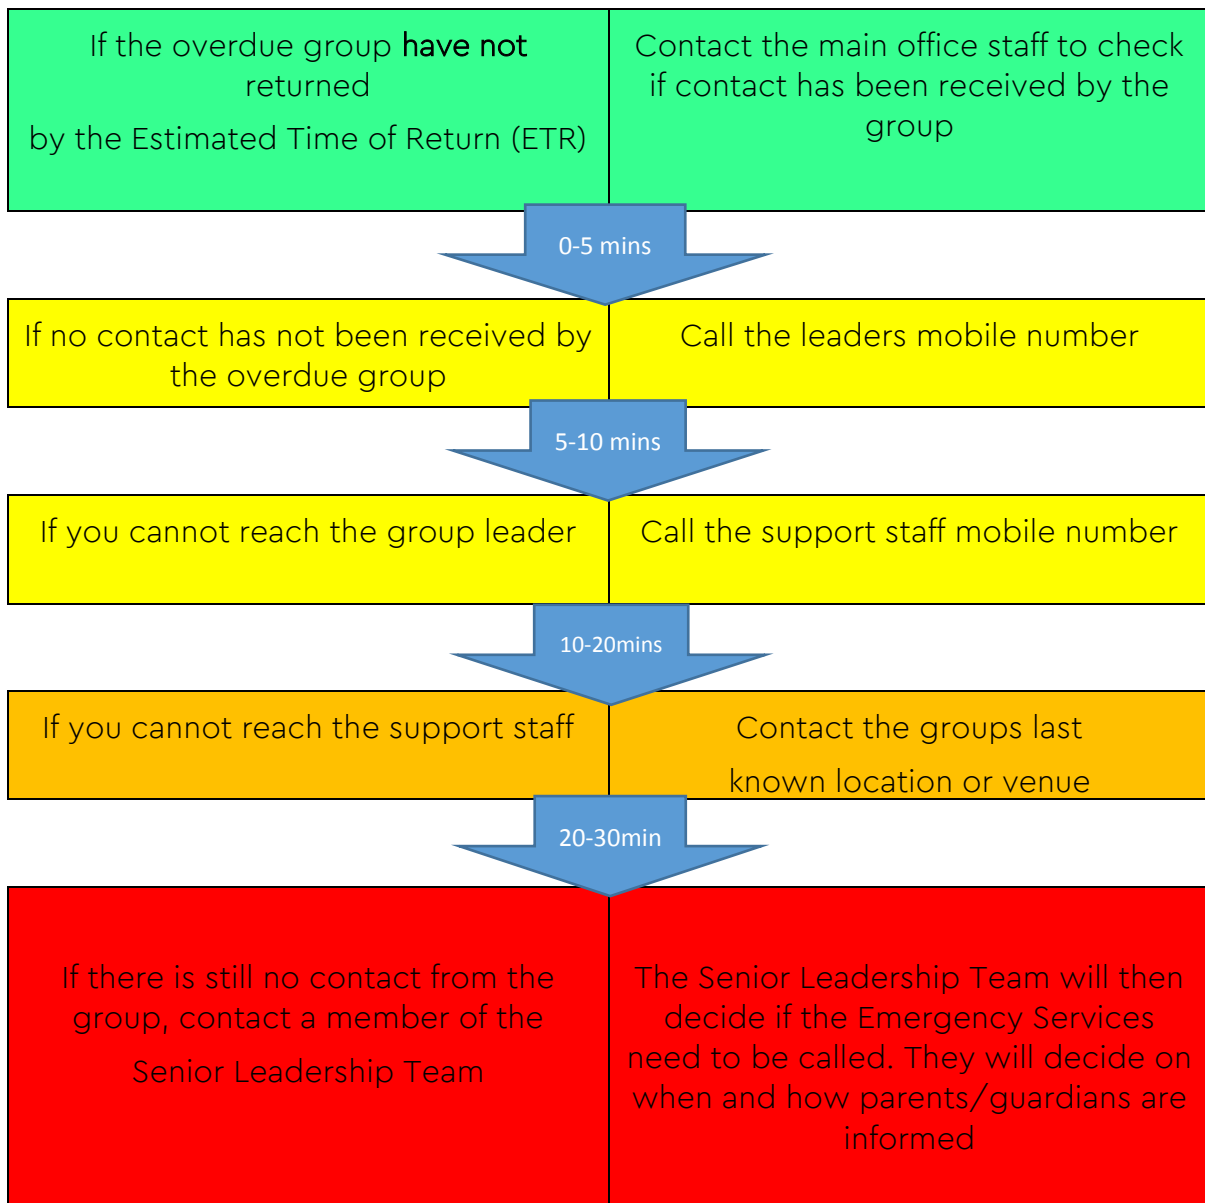 If the overdue group have not
returned
by the Estimated Time of Return (ETR)
Contact the main office staff to check
if contact has been received by the
group
0-5 mins
If no contact has not been received by
the overdue group
Call the leaders mobile number
5-10 mins
If you cannot reach the group leader
Call the support staff mobile number
10-20mins
If you cannot reach the support staff
Contact the groups last
known location or venue
20-30min
If there is still no contact from the
group, contact a member of the
Senior Leadership Team
The Senior Leadership Team will then
decide if the Emergency Services
need to be called. They will decide on
when and how parents/guardians are
informed